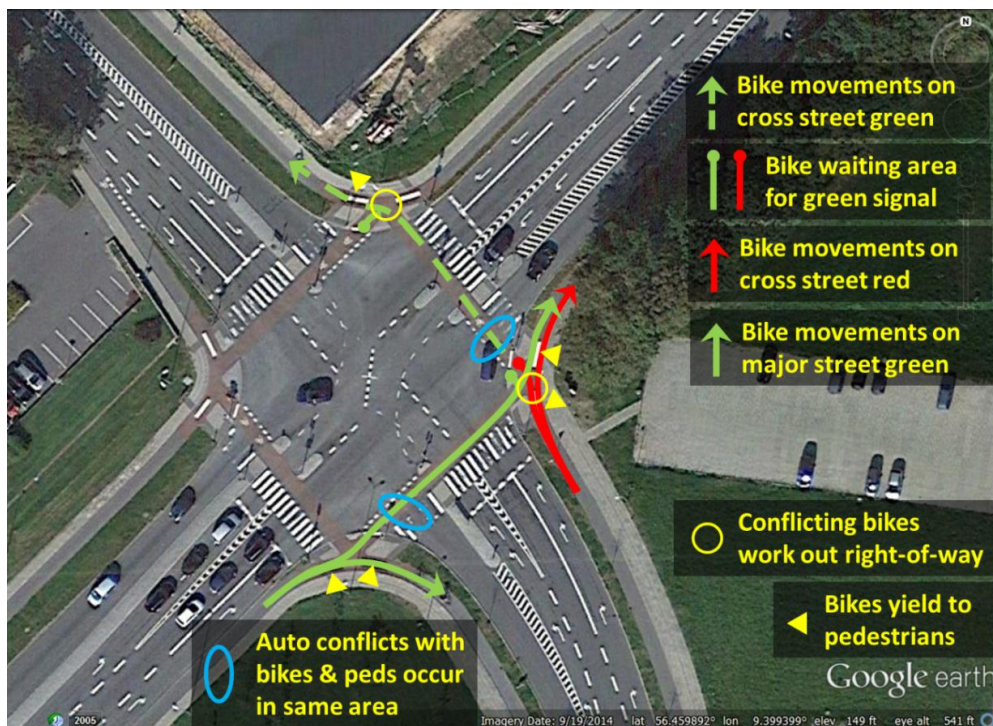 N
Bike movements on
cross street green
Bike waiting area
for green signal
Bike movements on
cross street red
Bike movements on
major street green
Conflicting bikes
work out right-of-way
Bikes yield to
pedestrians
Auto conflicts with
bikes & peds occur
in same area
Google earth
2005
Imagery Date: 9/19/2014 lat 56.459892° lon 9.399399° elev 149 ft eye alt 541 ft